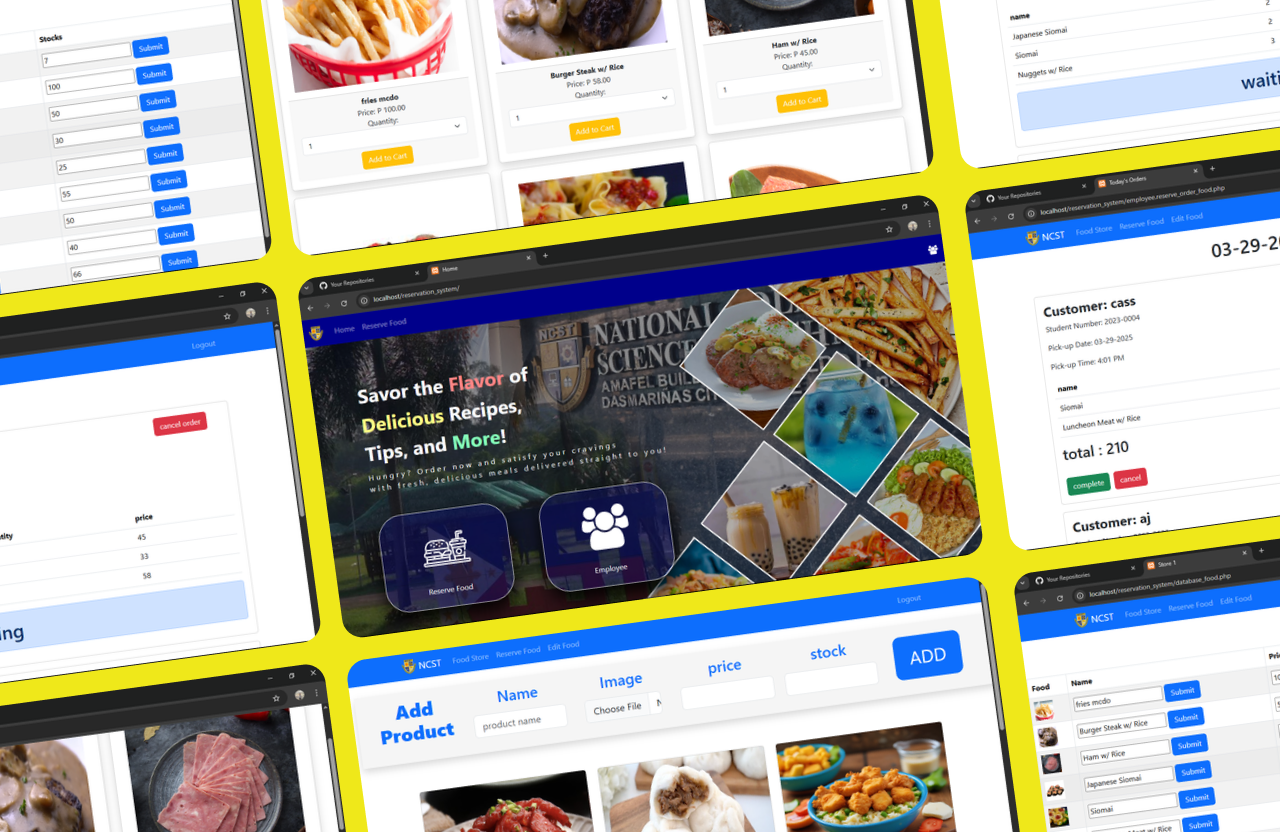 Stocks
7
Submit
100
Submit
50
Submit
30
Submit
25
Submit
55
Submit
50
Submit
40
Submit
66
Submit
fries mcdo
Price: P 100.00
Quantity:
1
Add to Cart
Burger Steak w/ Rice
Price: P 58.00
Quantity:
1
Add to Cart
Ham w/ Rice
Price: P 45.00
Quantity:
1
Add to Cart
name
Japanese Siomai
2
Siomai
2
Nuggets w/ Rice
3
waiti
Logout
cancel order
tity
price
45
33
58
ng
Your Repositories
Home
localhost/reservation_system/
Home
Reserve Food
NCST
NATIONAL
SCIENCE
AMAFEL BUIL
DASMARINAS CI
Savor the Flavor of
Delicious Recipes,
Tips, and More!
Hungry? Order now and satisfy your cravings
with fresh, delicious meals delivered straight to you!
Reserve Food
Employee
Your Repositories
Today's Orders
localhost/reservation_system/employee.reserve_order_food.php
NCST
Food Store
Reserve Food
Edit Food
03-29-20
Customer: cass
Student Number: 2023-0004
Pick-up Date: 03-29-2025
Pick-up Time: 4:01 PM
name
Siomai
Luncheon Meat w/ Rice
total : 210
complete
cancel
Customer: aj
NCST
Food Store
Reserve Food
Edit Food
Logout
Add
Product
Name
product name
Image
Choose File
N
price
stock
ADD
Your Repositories
Store 1
localhost/reservation_system/database_food.php
NCST
Food Store
Reserve Food
Edit Food
Food
Name
fries mcdo
Submit
Burger Steak w/ Rice
Submit
Ham w/ Rice
Submit
Japanese Siomai
Submit
Siomai
Submit
Meat w/ Rice
Submit